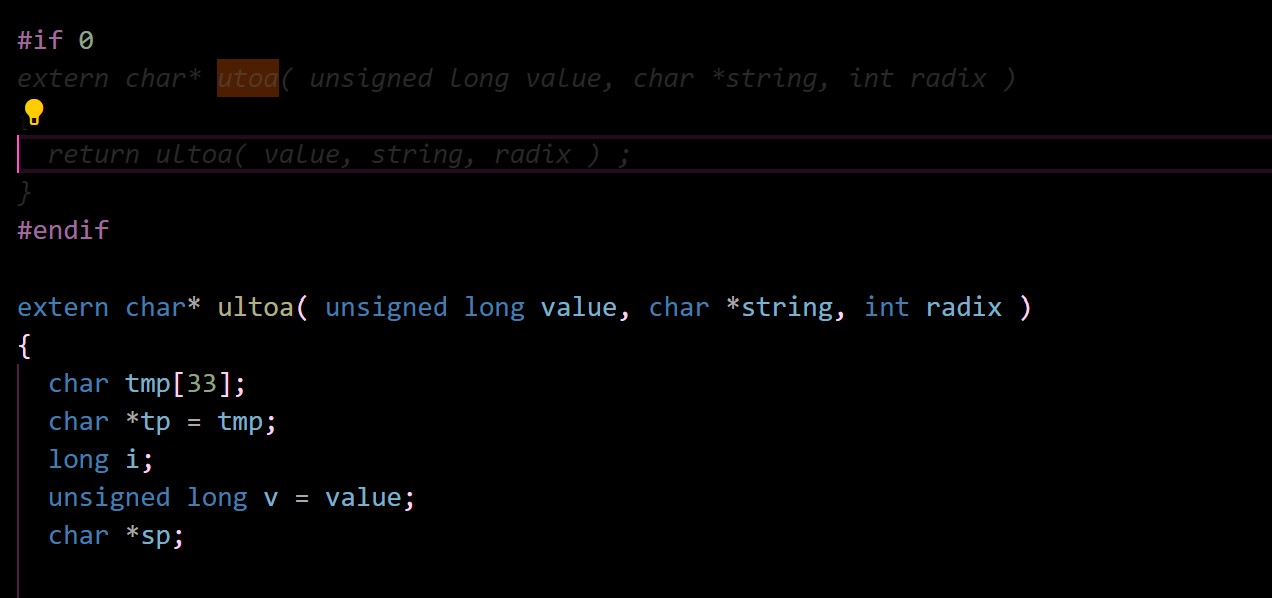 #if 0
extern char* utoa( unsigned long value, char *string, int radix )
{
  return ultoa( value, string, radix ) ;
}
#endif

extern char* ultoa( unsigned long value, char *string, int radix )
{
  char tmp[33];
  char *tp = tmp;
  long i;
  unsigned long v = value;
  char *sp;